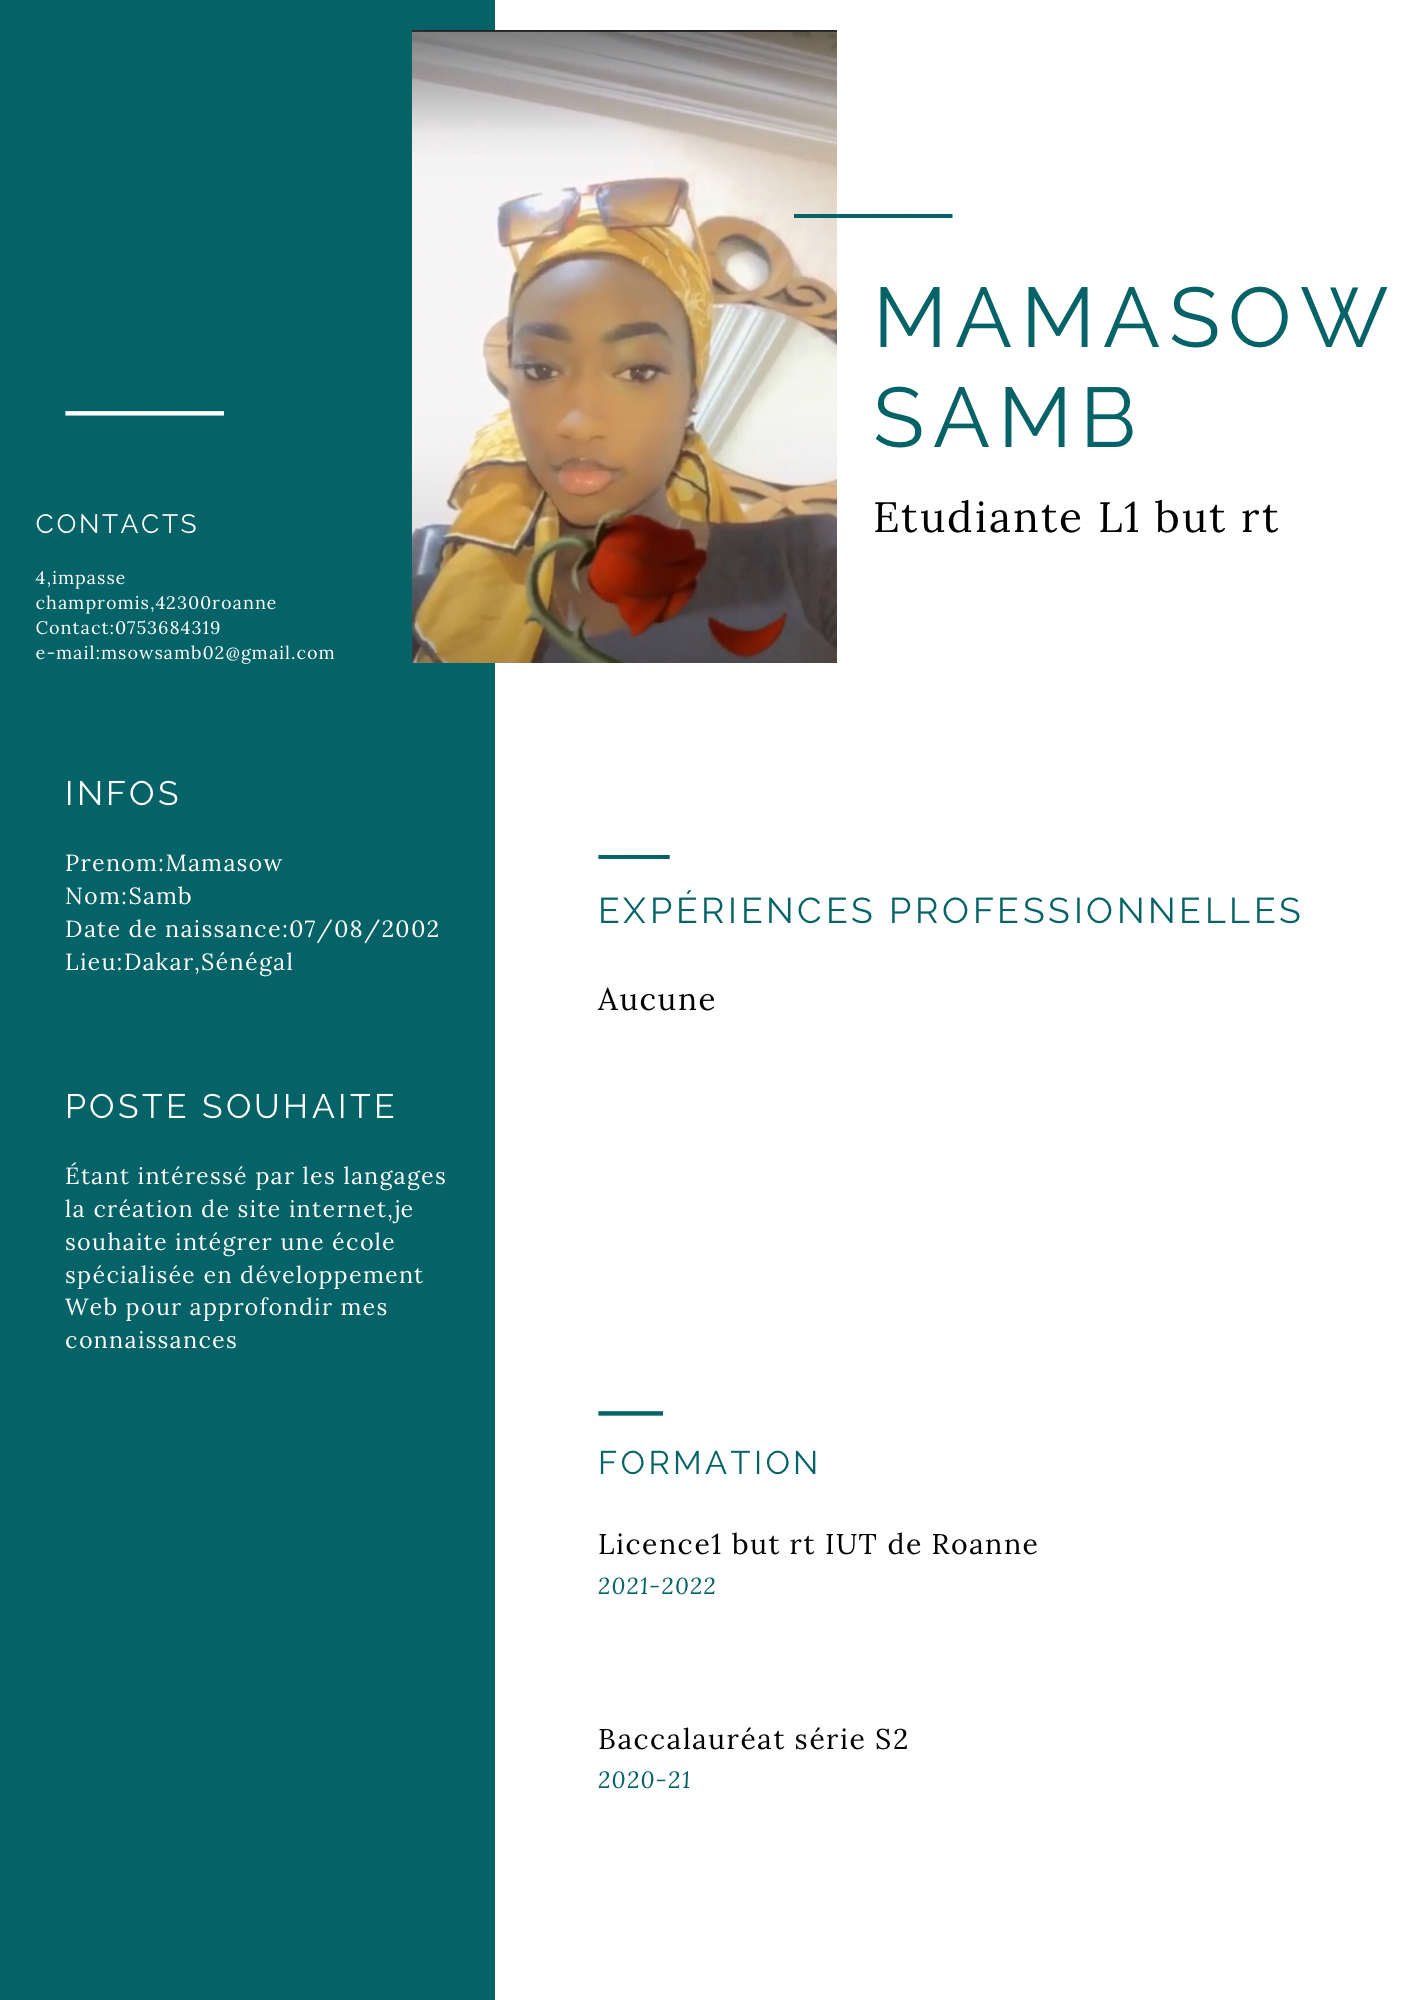 MAMASOW
SAMB
Etudiante L1 but rt
CONTACTS
4,impasse
champromis,42300roanne
Contact:0753684319
e-mail:msowsamb02@gmail.com
INFOS
Prenom:Mamasow
Nom:Samb
Date de naissance:07/08/2002
Lieu:Dakar,Sénégal
POSTE SOUHAITE
Étant intéressé par les langages
la création de site internet,je
souhaite intégrer une école
spécialisée en développement
Web pour approfondir mes
connaissances
EXPÉRIENCES PROFESSIONNELLES
Aucune
FORMATION
Licence1 but rt IUT de Roanne
2021-2022
Baccalauréat série S2
2020-21